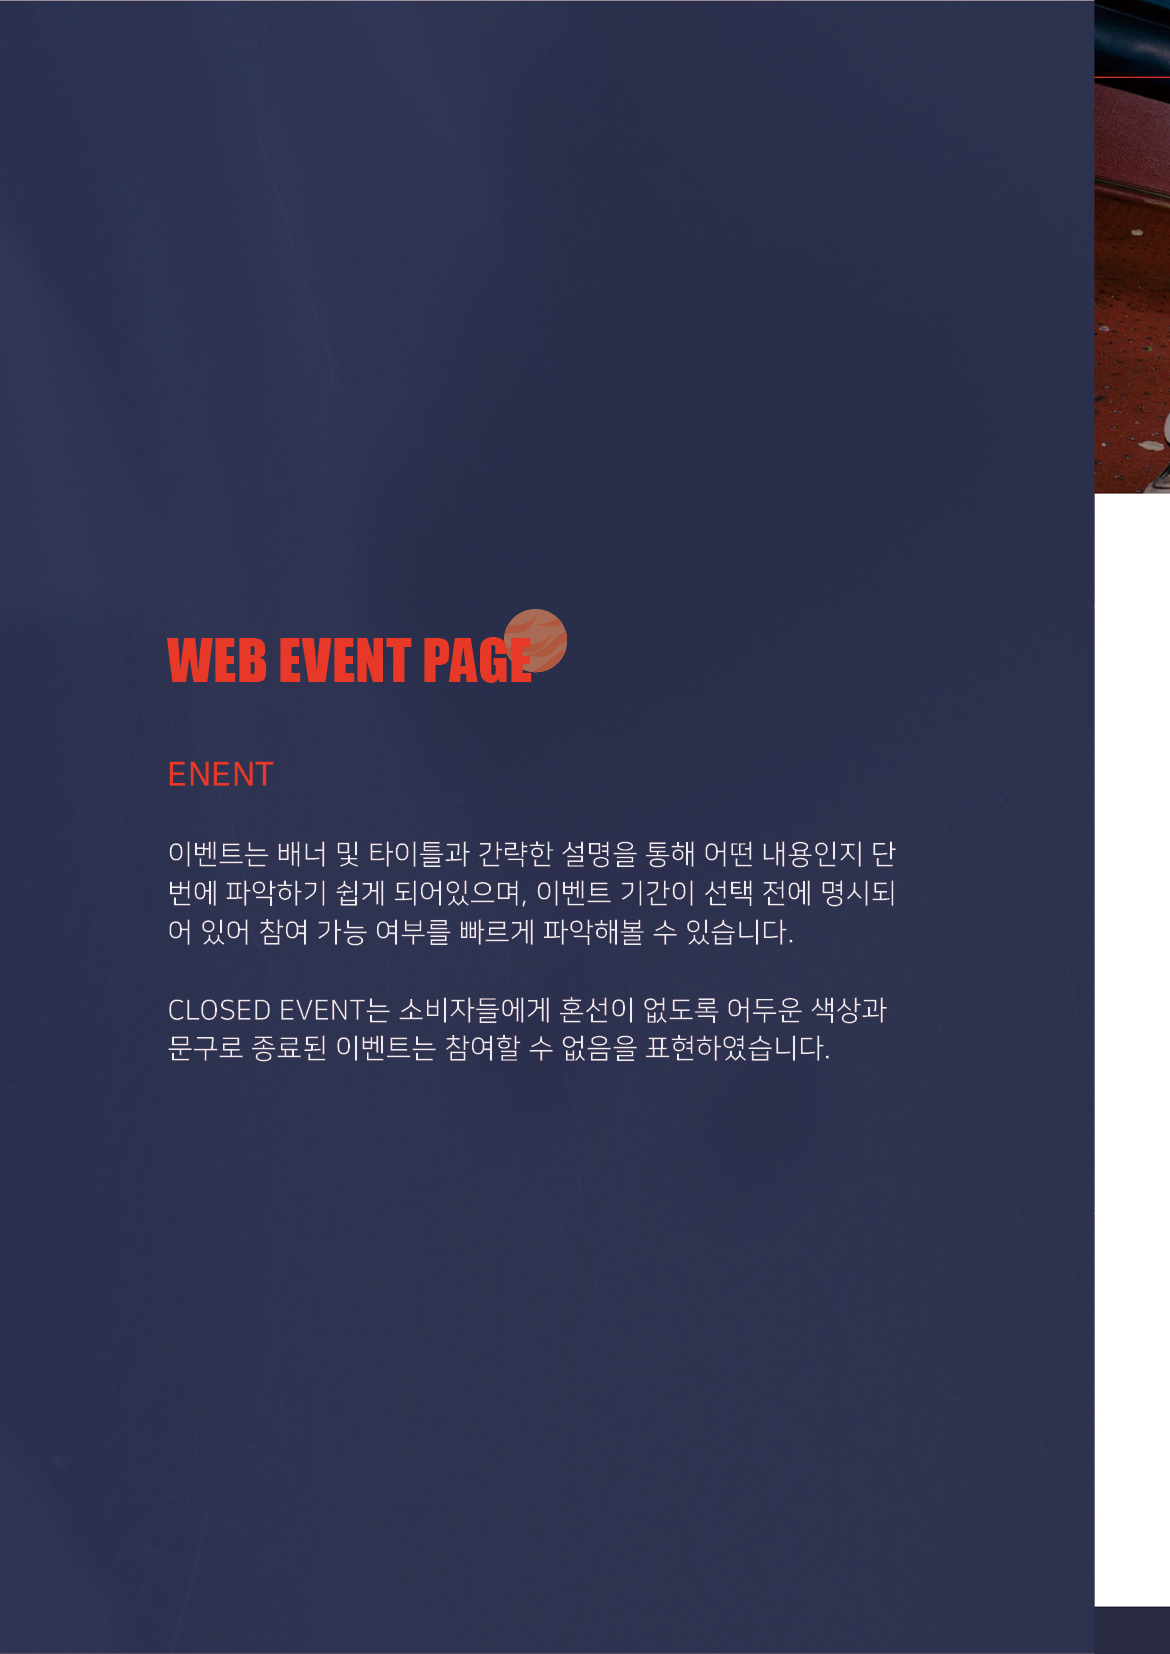 WEB EVENT PAGE
ENENT
이벤트는 배너 및 타이틀과 간략한 설명을 통해 어떤 내용인지 단
번에 파악하기 쉽게 되어있으며, 이벤트 기간이 선택 전에 명시되
어 있어 참여 가능 여부를 빠르게 파악해볼 수 있습니다.
CLOSED EVENT는 소비자들에게 혼선이 없도록 어두운 색상과
문구로 종료된 이벤트는 참여할 수 없음을 표현하였습니다.